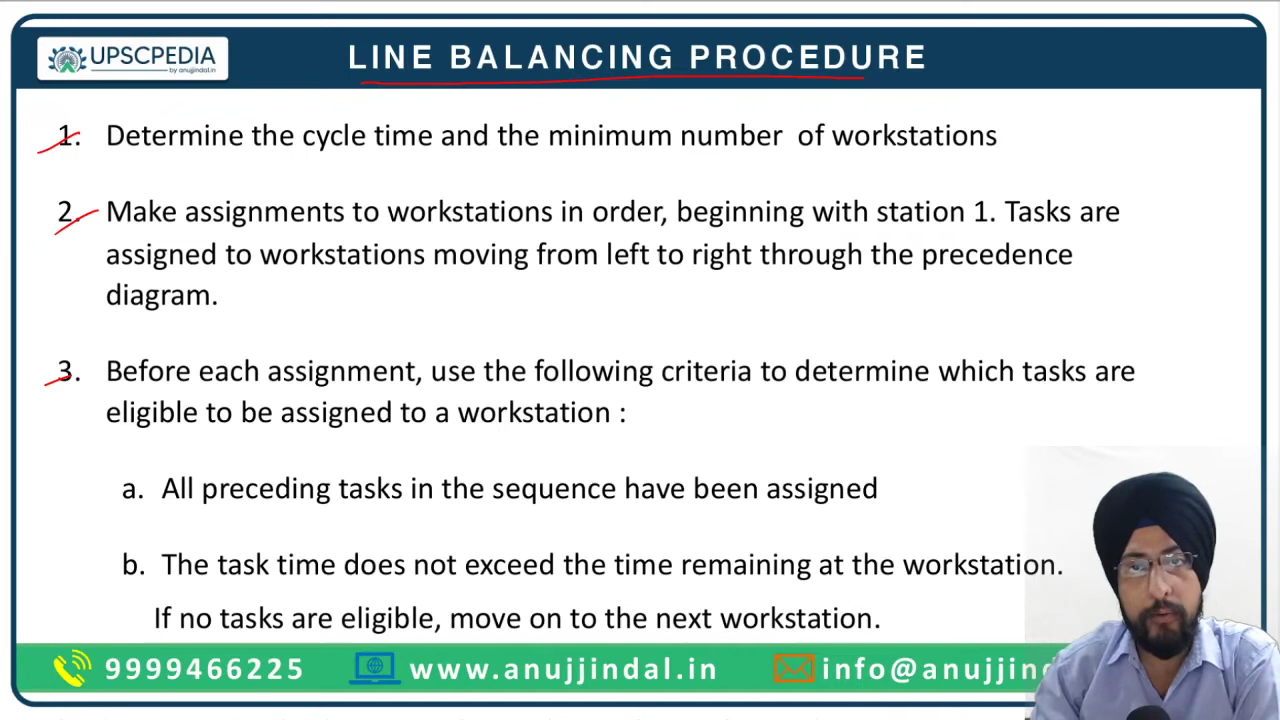 UPSCPEDIA
by anujjindal.in
LINE BALANCING PROCEDURE
1. Determine the cycle time and the minimum number of workstations
2. Make assignments to workstations in order, beginning with station 1. Tasks are
assigned to workstations moving from left to right through the precedence
diagram.
3. Before each assignment, use the following criteria to determine which tasks are
eligible to be assigned to a workstation :
a. All preceding tasks in the sequence have been assigned
b. The task time does not exceed the time remaining at the workstation.
If no tasks are eligible, move on to the next workstation.
9999466225 www.anujjindal.in info@anujjind